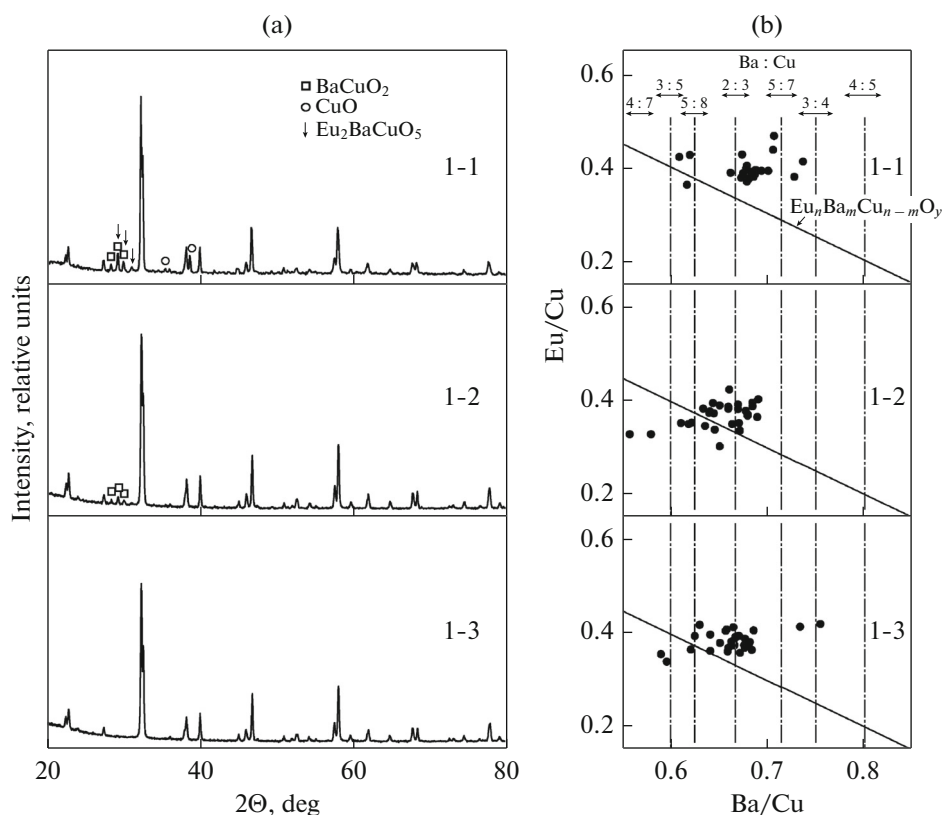 (a)
(b)
Intensity, relative units
BaCuO₂
CuO
Eu₂BaCuO₅
1-1
1-2
1-3
20 40 60 80
2Θ, deg
Eu/Cu
Ba : Cu
3 : 5 2 : 3 5 : 7 4 : 5
4 : 7 5 : 8 3 : 4
0.6
0.4
0.2
1-1
EuₙBaₘCuₙ₋ₘOᵧ
0.6
0.4
0.2
1-2
0.6
0.4
0.2
1-3
0.6 0.7 0.8
Ba/Cu